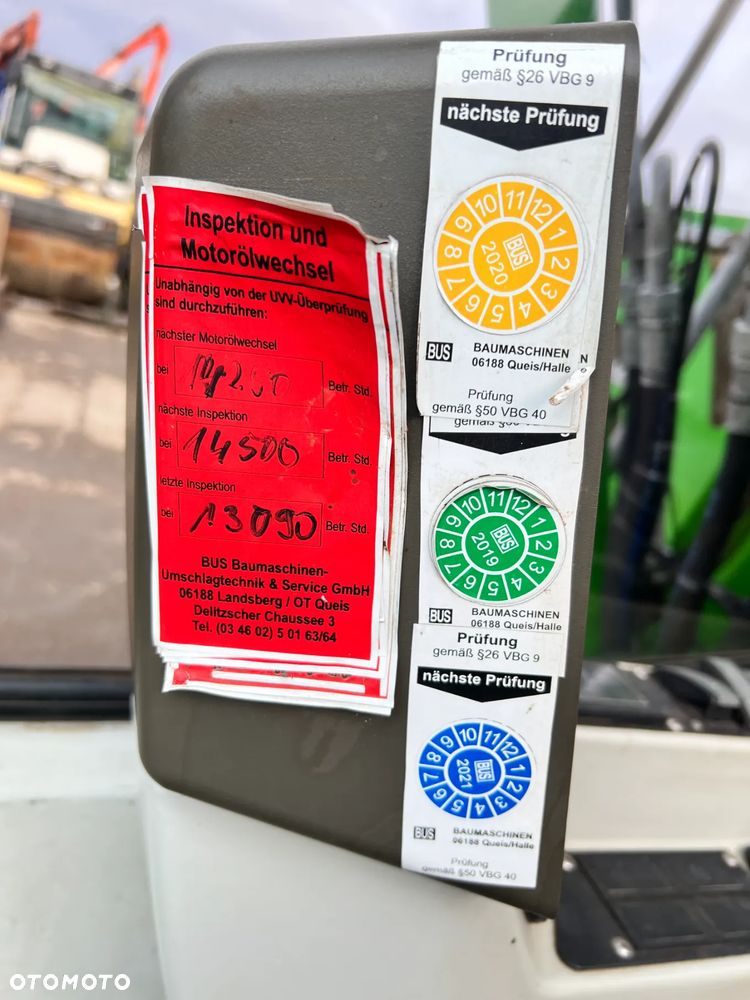 Inspektion und
Motorölwechsel
Unabhängig von der UVV-Überprüfung
sind durchzuführen:
nächster Motorölwechsel
bei Betr. Std.
nächste Inspektion
bei 14500 Betr. Std.
letzte Inspektion
bei 13090 Betr. Std.
BUS Baumaschinen-
Umschlagtechnik & Service GmbH
06188 Landsberg / OT Queis
Delitzscher Chaussee 3
Tel. (03 46 02) 5 01 63/64
Prüfung
gemäß §26 VBG 9
nächste Prüfung
1 2 3 4 5 6 7 8 9 10 11 12
BUS
2020
BUS BAUMASCHINEN
06188 Queis/Halle
Prüfung
gemäß §50 VBG 40
1 2 3 4 5 6 7 8 9 10 11 12
BUS
2019
BUS BAUMASCHINEN
06188 Queis/Halle
Prüfung
gemäß §26 VBG 9
nächste Prüfung
1 2 3 4 5 6 7 8 9 10 11 12
BUS
2021
BUS BAUMASCHINEN
06188 Queis/Halle
Prüfung
gemäß §50 VBG 40
OTOMOTO